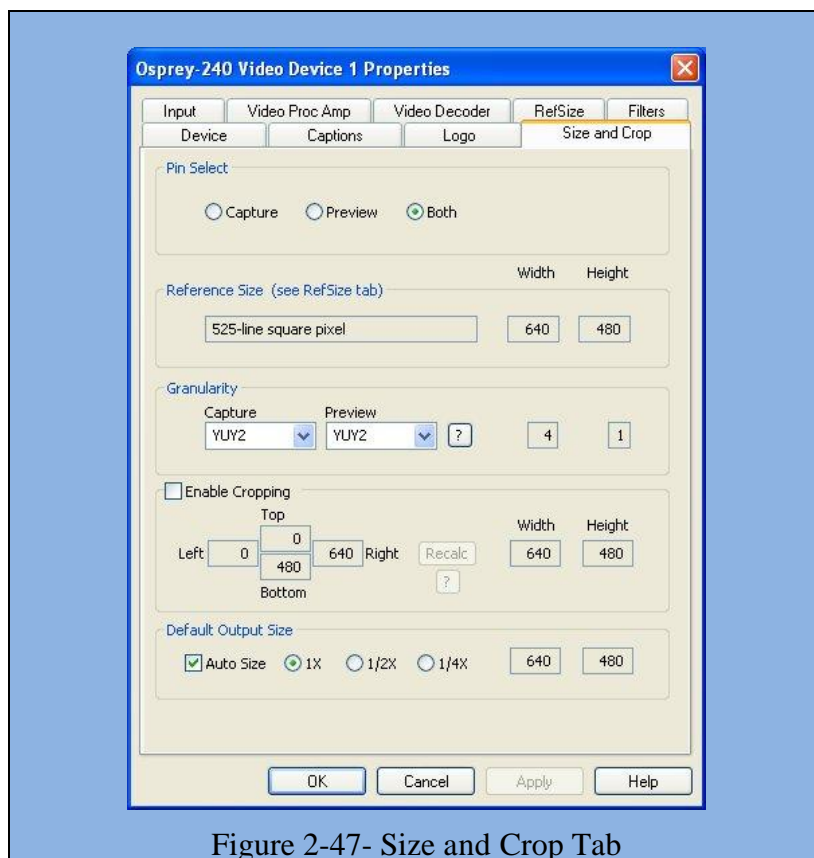 Osprey-240 Video Device 1 Properties
Input Video Proc Amp Video Decoder RefSize Filters
Device Captions Logo Size and Crop
Pin Select
Capture Preview Both
Width Height
Reference Size (see RefSize tab)
525-line square pixel 640 480
Granularity
Capture Preview
YUY2 YUY2 ? 4 1
Enable Cropping
Top
Width Height
0
Left 0 640 Right Recalc 640 480
480
?
Bottom
Default Output Size
Auto Size 1X 1/2X 1/4X 640 480
OK Cancel Apply Help
Figure 2-47- Size and Crop Tab